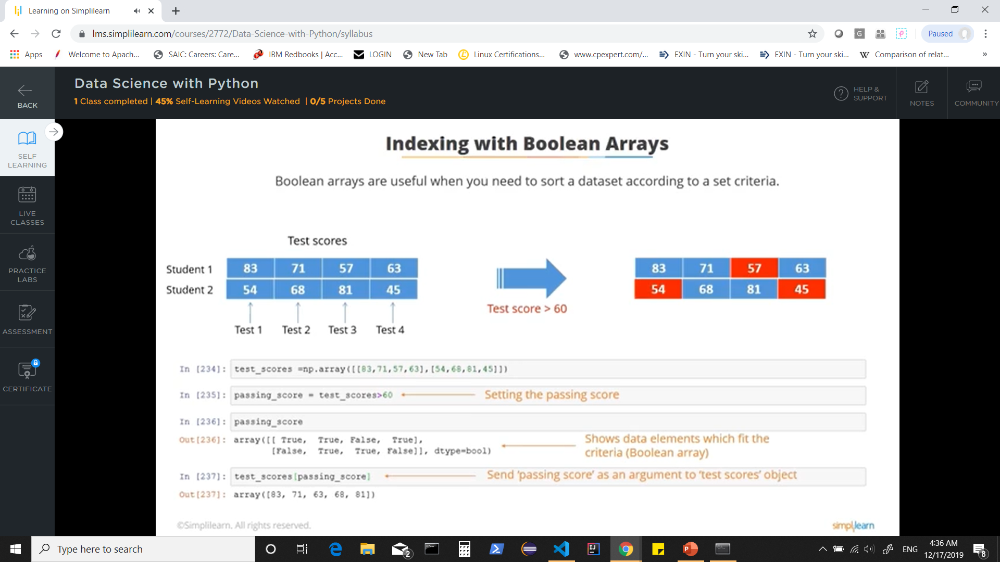 Learning on Simplilearn
lms.simplilearn.com/courses/2772/Data-Science-with-Python/syllabus
G
Paused
Apps
Welcome to Apach...
SAIC: Careers: Care...
IBM Redbooks | Acc...
LOGIN
New Tab
Linux Certifications...
www.cpexpert.com/...
EXIN - Turn your ski...
EXIN - Turn your ski...
W
Comparison of relat...
»
BACK
Data Science with Python
1 Class completed | 45% Self-Learning Videos Watched | 0/5 Projects Done
HELP &
SUPPORT
NOTES
COMMUNITY
SELF
LEARNING
LIVE
CLASSES
PRACTICE
LABS
ASSESSMENT
CERTIFICATE
Indexing with Boolean Arrays
Boolean arrays are useful when you need to sort a dataset according to a set criteria.
Test scores
Student 1 83 71 57 63
Student 2 54 68 81 45
Test 1 Test 2 Test 3 Test 4
Test score > 60
83 71 57 63
54 68 81 45
In [234]: test_scores =np.array([[83,71,57,63],[54,68,81,45]])
In [235]: passing_score = test_scores>60 Setting the passing score
In [236]: passing_score
Out[236]: array([[ True, True, False, True],
[False, True, True, False]], dtype=bool)
Shows data elements which fit the
criteria (Boolean array)
In [237]: test_scores[passing_score] Send ‘passing score’ as an argument to ‘test scores’ object
Out[237]: array([83, 71, 63, 68, 81])
©Simplilearn. All rights reserved.
simplilearn
Type here to search
2
IJ
P
ENG
4:36 AM
12/17/2019
8